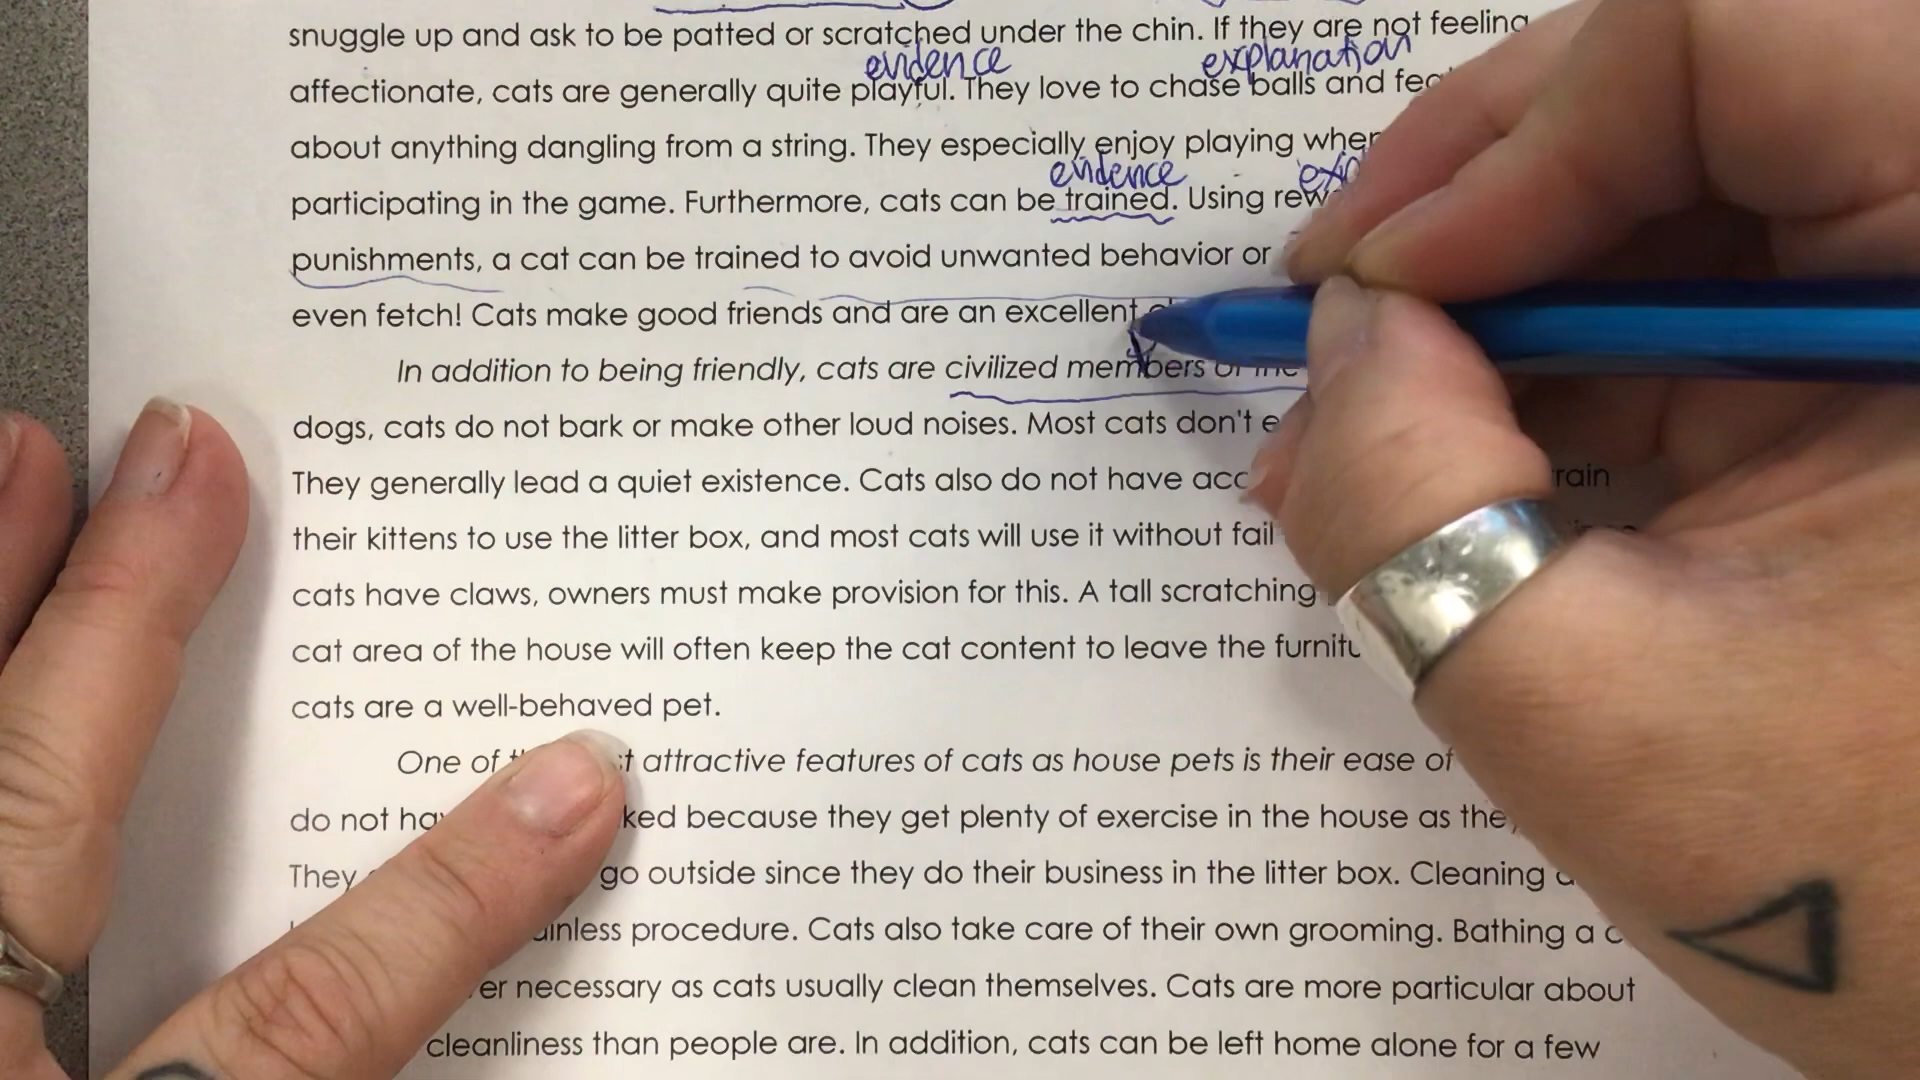 snuggle up and ask to be patted or scratched under the chin. If they are not feeling
evidence explanation
affectionate, cats are generally quite playful. They love to chase balls and
about anything dangling from a string. They especially enjoy playing
evidence
participating in the game. Furthermore, cats can be trained. Using
punishments, a cat can be trained to avoid unwanted behavior or
even fetch! Cats make good friends and are an excellent
In addition to being friendly, cats are civilized members of the
dogs, cats do not bark or make other loud noises. Most cats don't
They generally lead a quiet existence. Cats also do not have
their kittens to use the litter box, and most cats will use it without fail
cats have claws, owners must make provision for this. A tall scratching
cat area of the house will often keep the cat content to leave the
cats are a well-behaved pet.
One of attractive features of cats as house pets is their ease of
do not because they get plenty of exercise in the house as
They go outside since they do their business in the litter box. Cleaning
procedure. Cats also take care of their own grooming. Bathing a
necessary as cats usually clean themselves. Cats are more particular about
cleanliness than people are. In addition, cats can be left home alone for a few